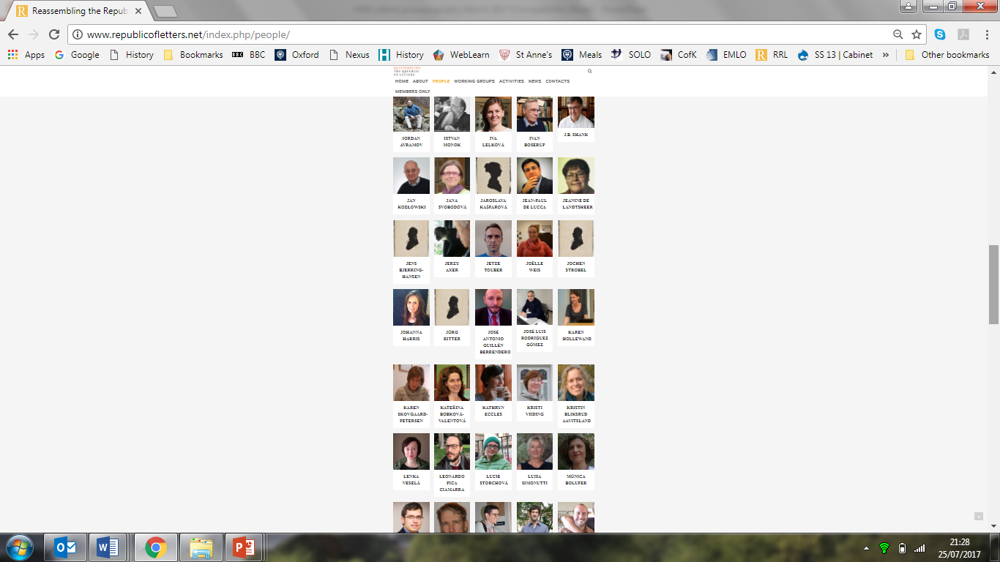 Reassembling the Repub
www.republicofletters.net/index.php/people/
Apps Google History Bookmarks BBC BBC Oxford Nexus H History WebLearn St Anne's Meals SOLO CofK EMLO R RRL SS 13 | Cabinet » Other bookmarks
REASSEMBLING
THE REPUBLIC
OF LETTERS
HOME ABOUT PEOPLE WORKING GROUPS ACTIVITIES NEWS CONTACTS
MEMBERS ONLY
IORDAN
AVRAMOV
ISTVAN
MONOK
IVA
LELKOVÁ
IVAN
BOSERUP
J.B. SHANK
JAN
KOZŁOWSKI
JANA
SVOBODOVÁ
JAROSLAVA
KAŠPAROVÁ
JEAN-PAUL
DE LUCCA
JEANINE DE
LANDTSHEER
JENS
BJERRING-
HANSEN
JERZY
AXER
JETZE
TOUBER
JOËLLE
WEIS
JOCHEN
STROBEL
JOHANNA
HARRIS
JÜRG
RITTER
JOSÉ
ANTONIO
GUILLÉN
BERRENDERO
JOSÉ LUIS
RODRÍGUEZ
GÓMEZ
KAREN
HOLLEWAND
KAREN
SKOVGAARD-
PETERSEN
KATEŘINA
BOBKOVÁ-
VALENTOVÁ
KATHRYN
ECCLES
KRISTI
VIIDING
KRISTIN
BLIKSRUD
AAVITSLAND
LENKA
VESELÁ
LEONARDO
PICA
CIAMARRA
LUCIE
STORCHOVÁ
LUISA
SIMONUTTI
MÓNICA
BOLUFER
21:28
25/07/2017